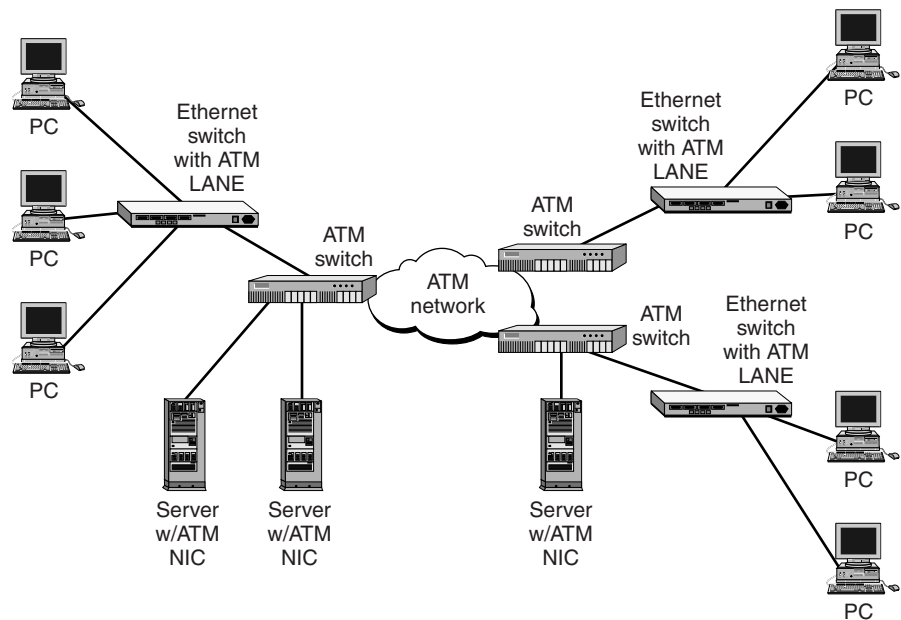 PC
PC
PC
Ethernet
switch
with ATM
LANE
ATM
switch
Server
w/ATM
NIC
Server
w/ATM
NIC
ATM
network
ATM
switch
Ethernet
switch
with ATM
LANE
PC
PC
ATM
switch
Server
w/ATM
NIC
Ethernet
switch
with ATM
LANE
PC
PC